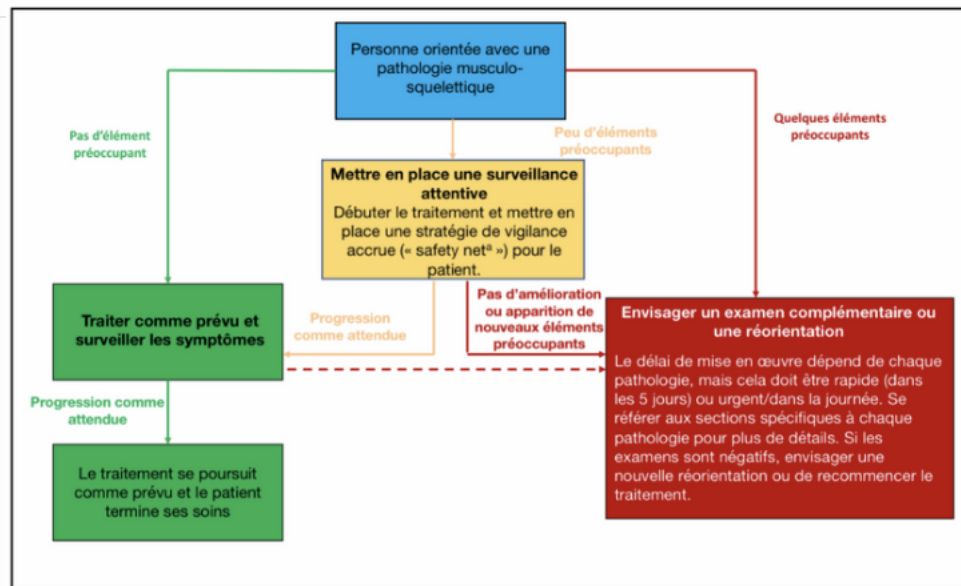 Personne orientée avec une
pathologie musculo-
squelettique
Pas d'élément
préoccupant
Peu d'éléments
préoccupants
Quelques éléments
préoccupants
Mettre en place une surveillance
attentive
Débuter le traitement et mettre en
place une stratégie de vigilance
accrue (« safety netᵃ ») pour le
patient.
Traiter comme prévu et
surveiller les symptômes
Progression
comme attendue
Pas d'amélioration
ou apparition de
nouveaux éléments
préoccupants
Envisager un examen complémentaire ou
une réorientation
Le délai de mise en œuvre dépend de chaque
pathologie, mais cela doit être rapide (dans
les 5 jours) ou urgent/dans la journée. Se
référer aux sections spécifiques à chaque
pathologie pour plus de détails. Si les
examens sont négatifs, envisager une
nouvelle réorientation ou de recommencer le
traitement.
Progression comme
attendue
Le traitement se poursuit
comme prévu et le patient
termine ses soins